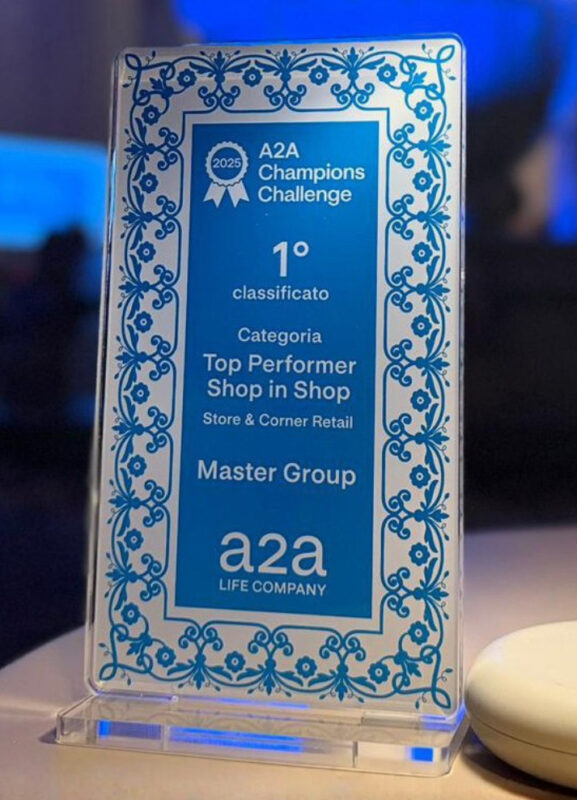 2025
A2A
Champions
Challenge
1°
classificato
Categoria
Top Performer
Shop in Shop
Store & Corner Retail
Master Group
a2a
LIFE COMPANY